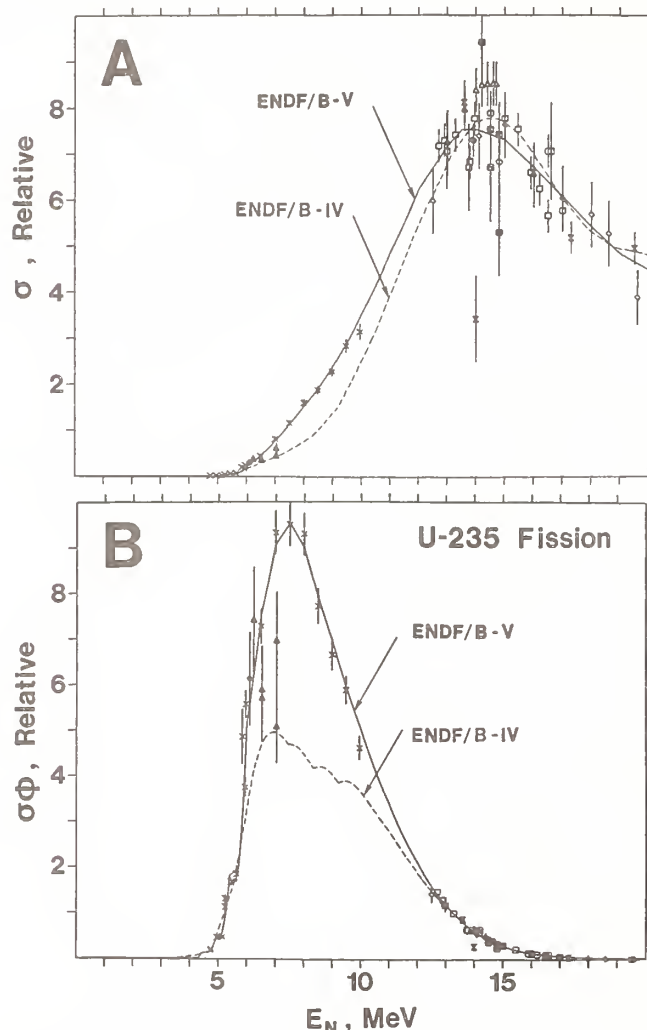 A
ENDF/B-V
ENDF/B-IV
σ , Relative
8
6
4
2
B
U-235 Fission
ENDF/B-V
ENDF/B-IV
σΦ , Relative
8
6
4
2
5 10 15
E_N , MeV